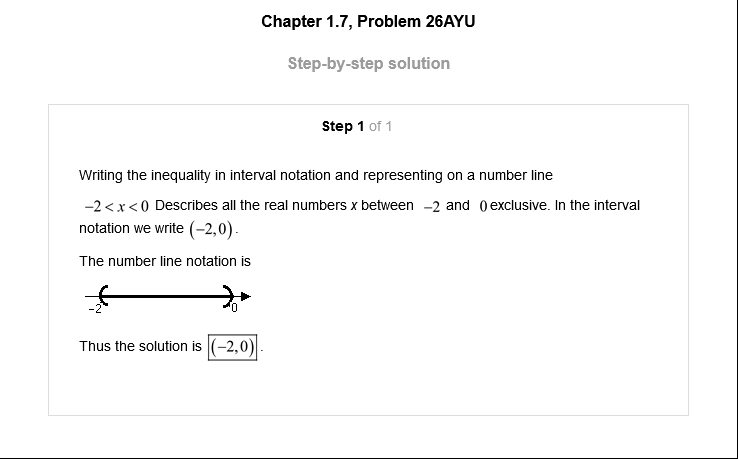 Chapter 1.7, Problem 26AYU
Step-by-step solution
Step 1 of 1
Writing the inequality in interval notation and representing on a number line
−2 < x < 0 Describes all the real numbers x between −2 and 0 exclusive. In the interval
notation we write (−2,0).
The number line notation is
-2 0
Thus the solution is (−2,0).